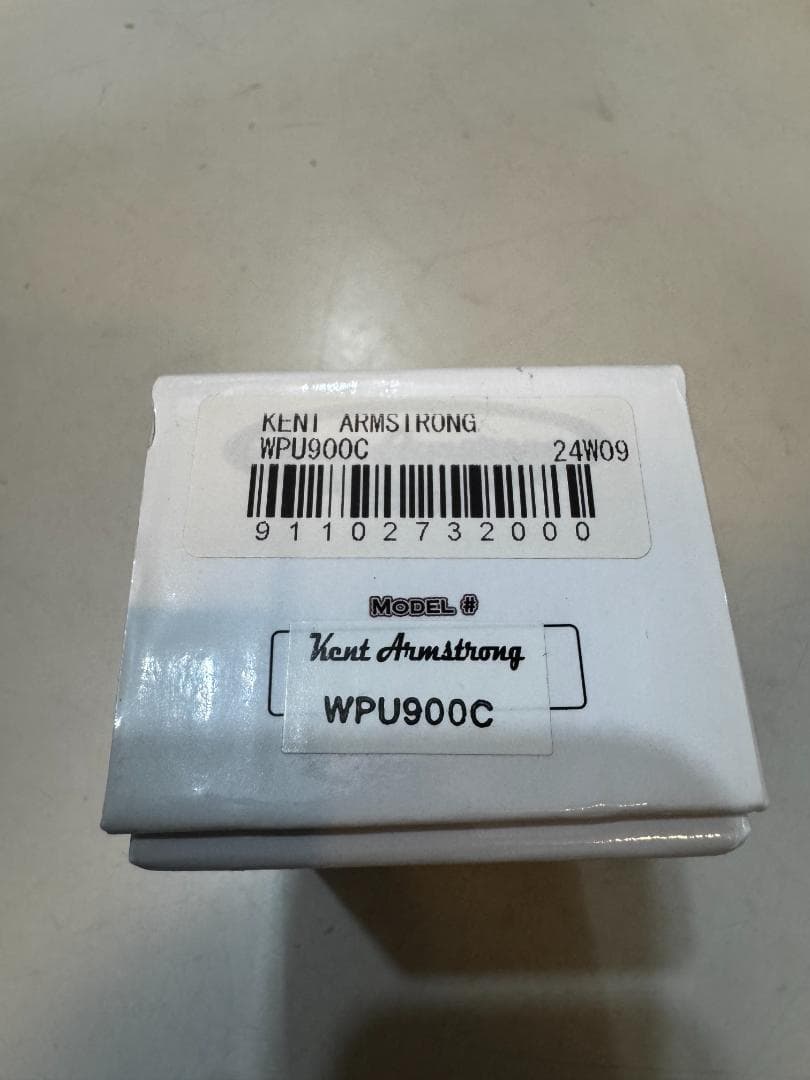 KENT ARMSTRONG
WPU900C 24W09
91102732000
MODEL #
Kent Armstrong
WPU900C